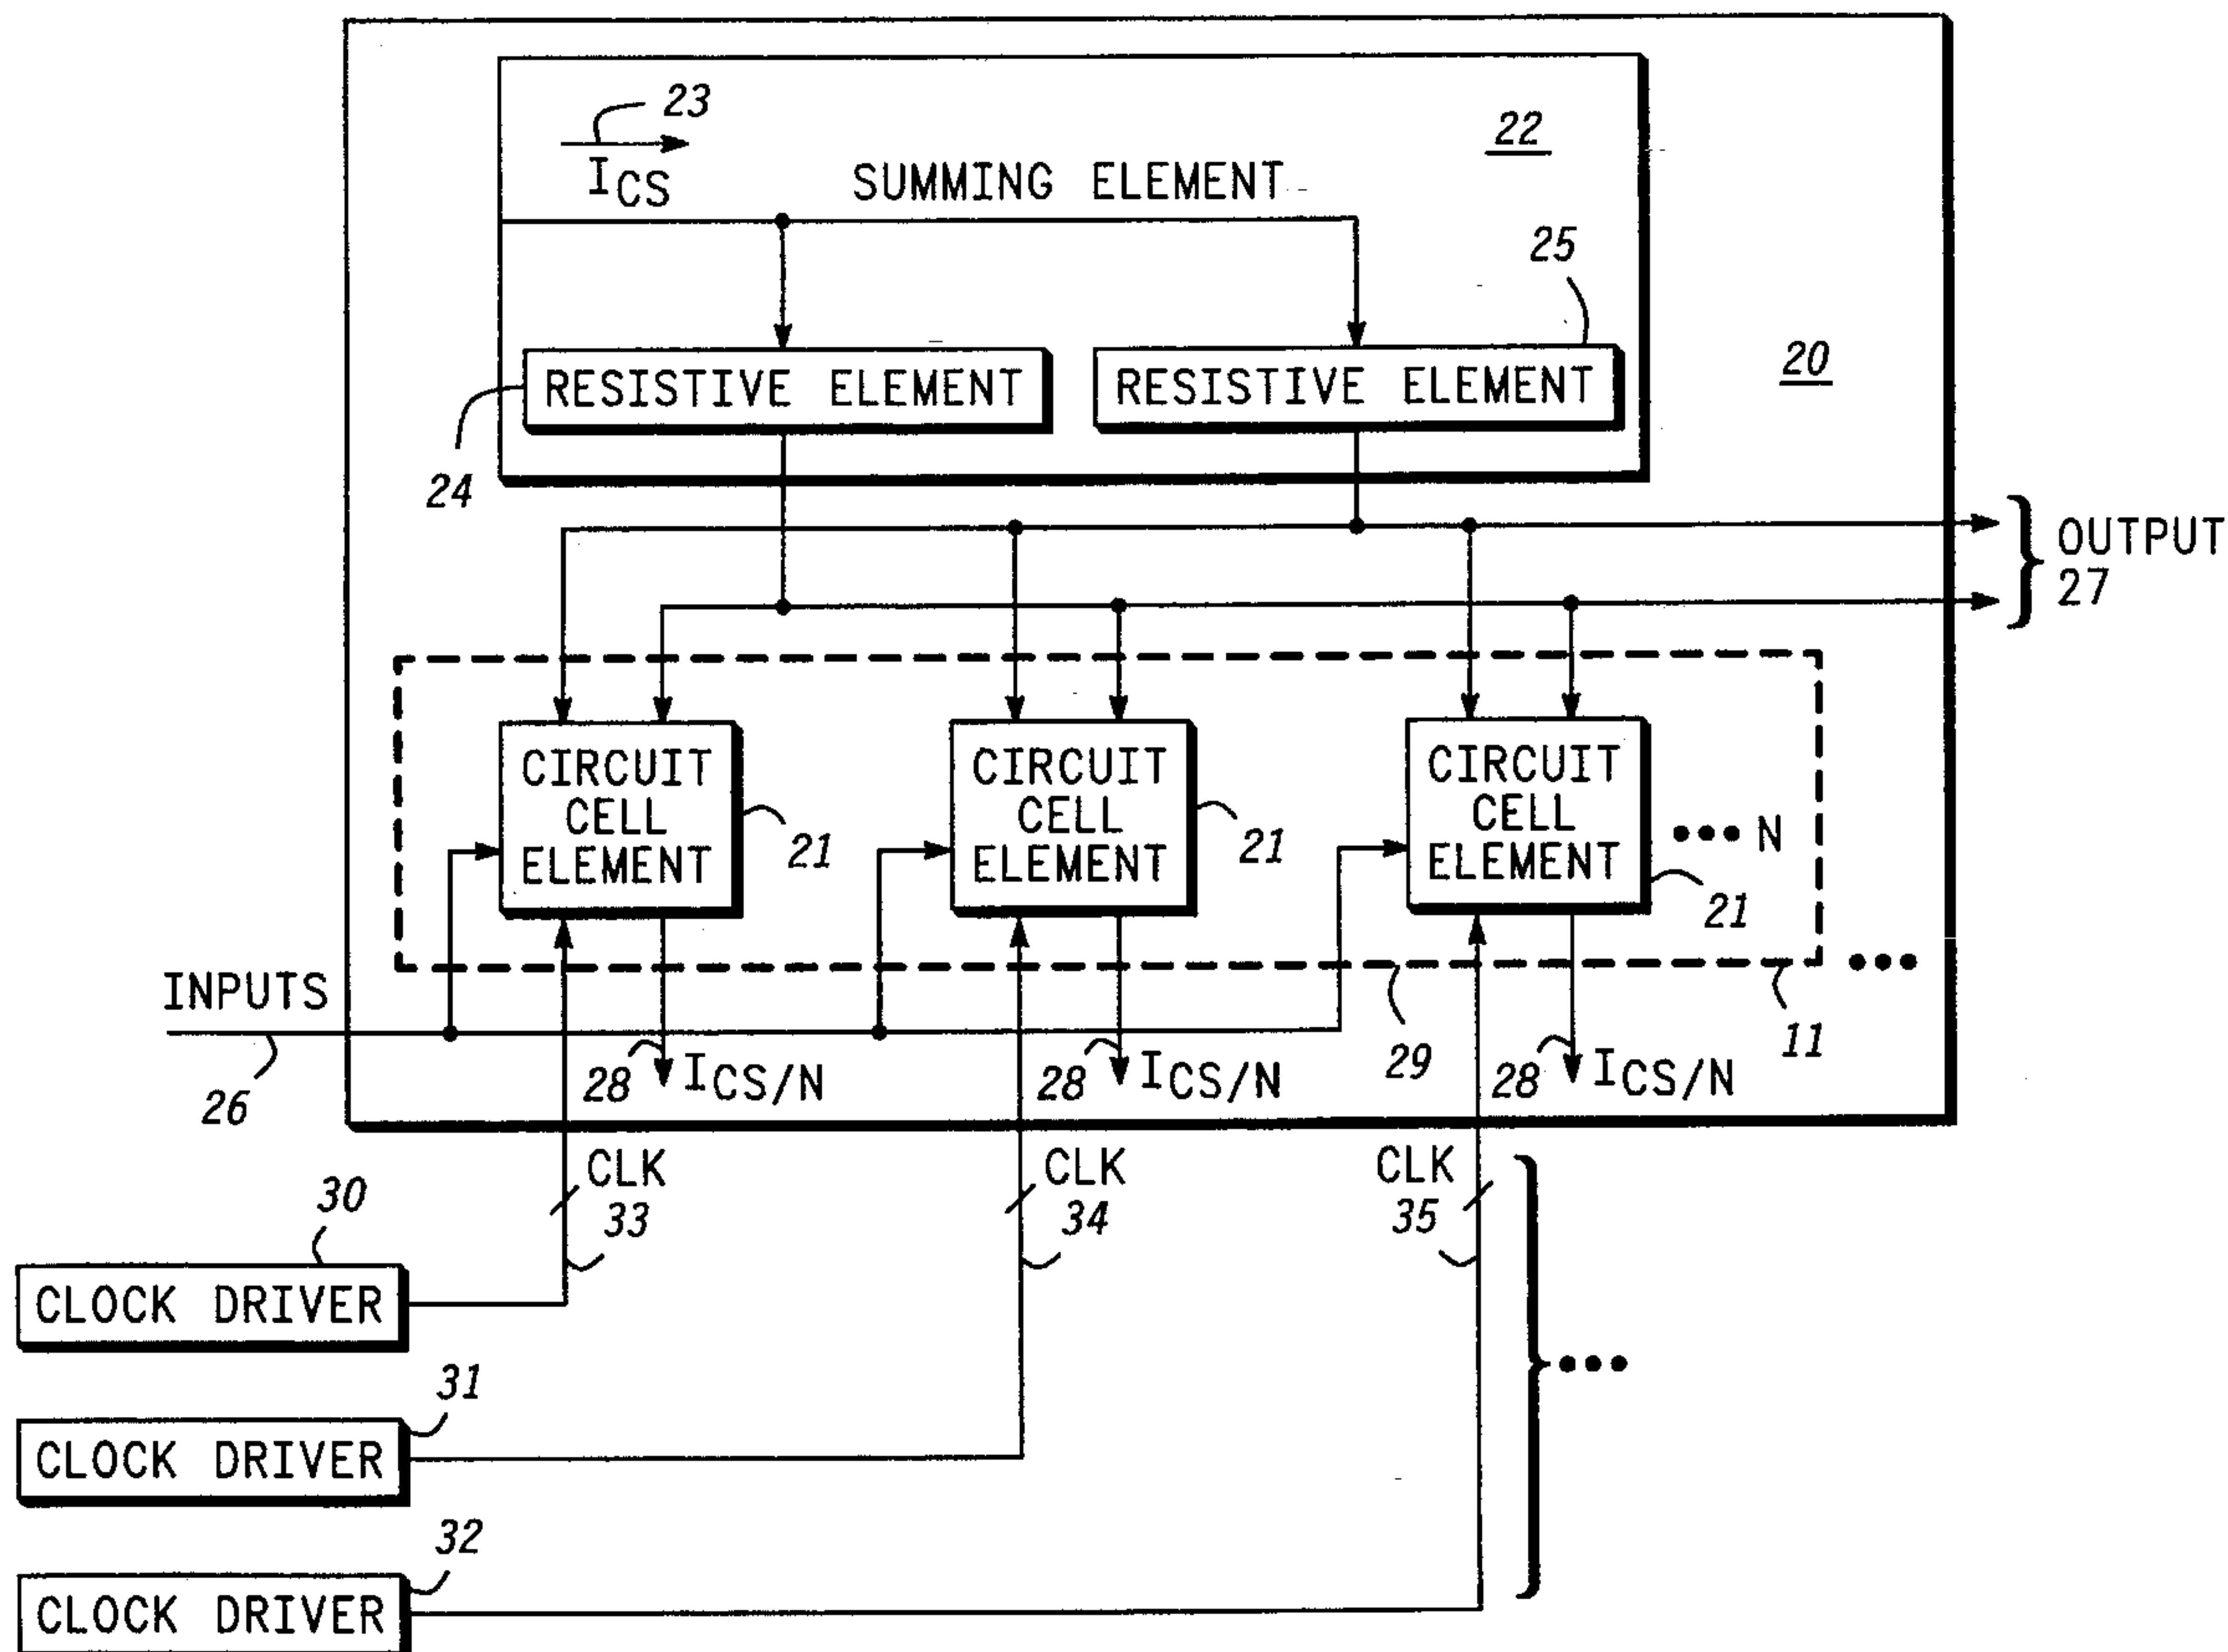 23
22
ICS
SUMMING ELEMENT
25
RESISTIVE ELEMENT
RESISTIVE ELEMENT
20
24
OUTPUT
27
CIRCUIT
CELL
ELEMENT
21
CIRCUIT
CELL
ELEMENT
21
CIRCUIT
CELL
ELEMENT
21
••• N
•••
INPUTS
26
28
ICS/N
28
ICS/N
29
28
ICS/N
11
CLK
33
CLK
34
CLK
35
•••
30
CLOCK DRIVER
31
CLOCK DRIVER
32
CLOCK DRIVER